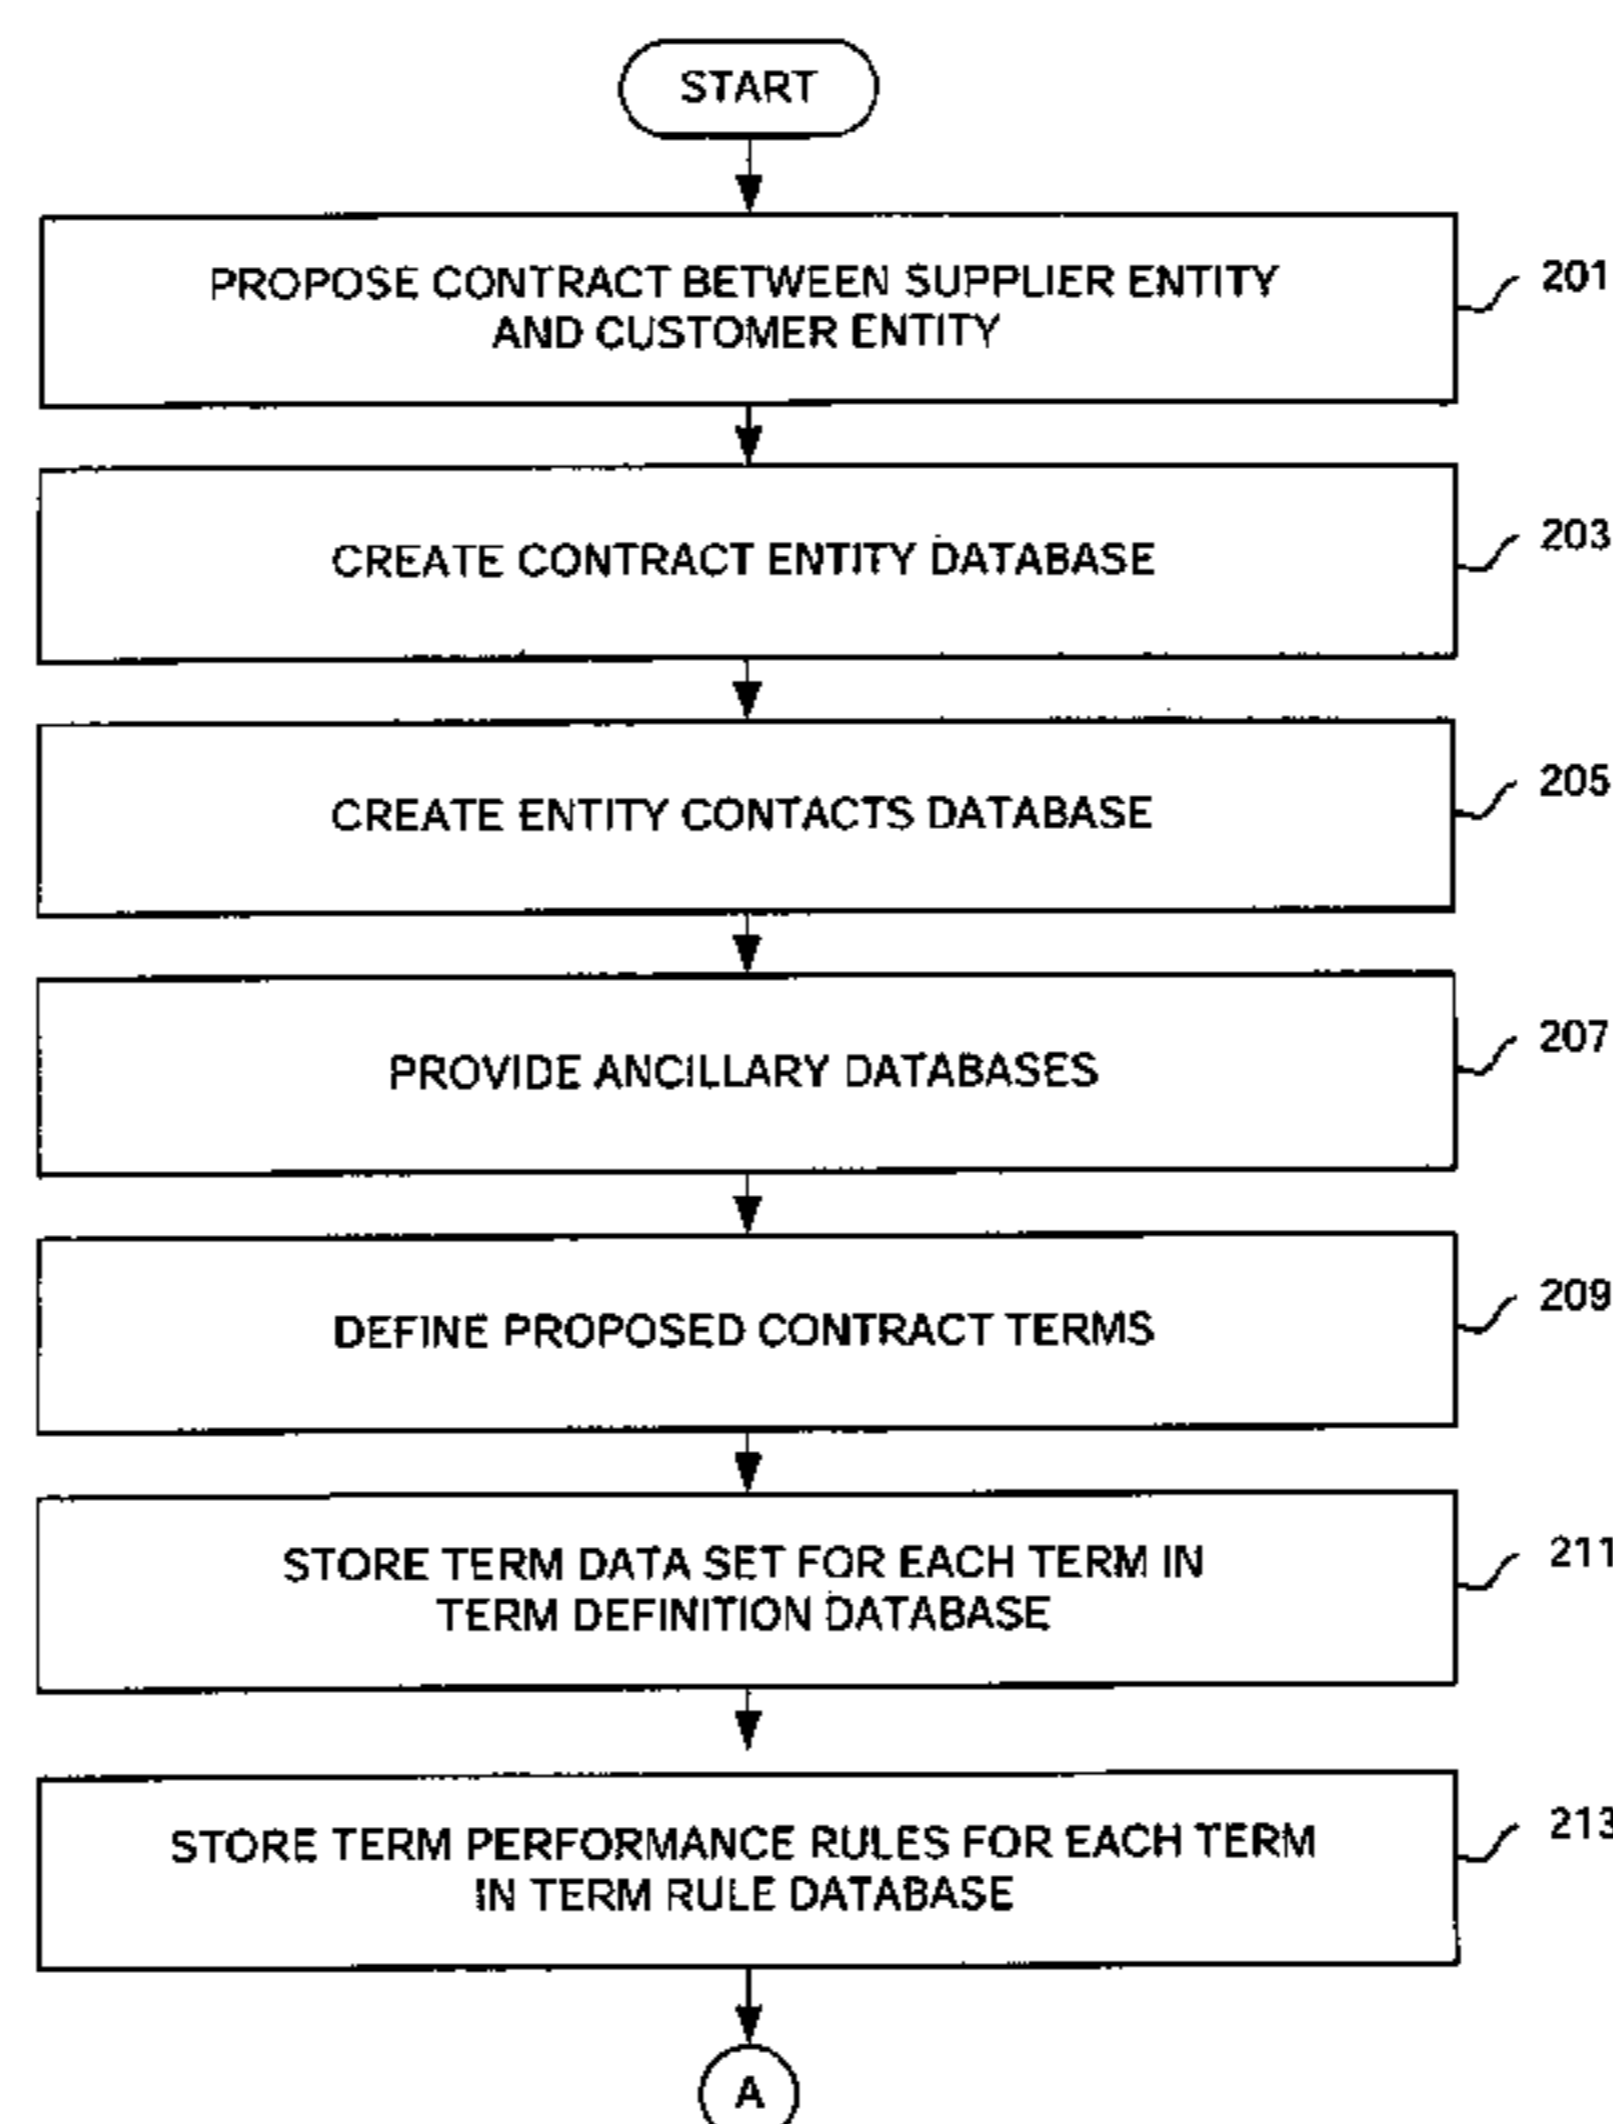 START
PROPOSE CONTRACT BETWEEN SUPPLIER ENTITY
AND CUSTOMER ENTITY
201
CREATE CONTRACT ENTITY DATABASE
203
CREATE ENTITY CONTACTS DATABASE
205
PROVIDE ANCILLARY DATABASES
207
DEFINE PROPOSED CONTRACT TERMS
209
STORE TERM DATA SET FOR EACH TERM IN
TERM DEFINITION DATABASE
211
STORE TERM PERFORMANCE RULES FOR EACH TERM
IN TERM RULE DATABASE
213
A